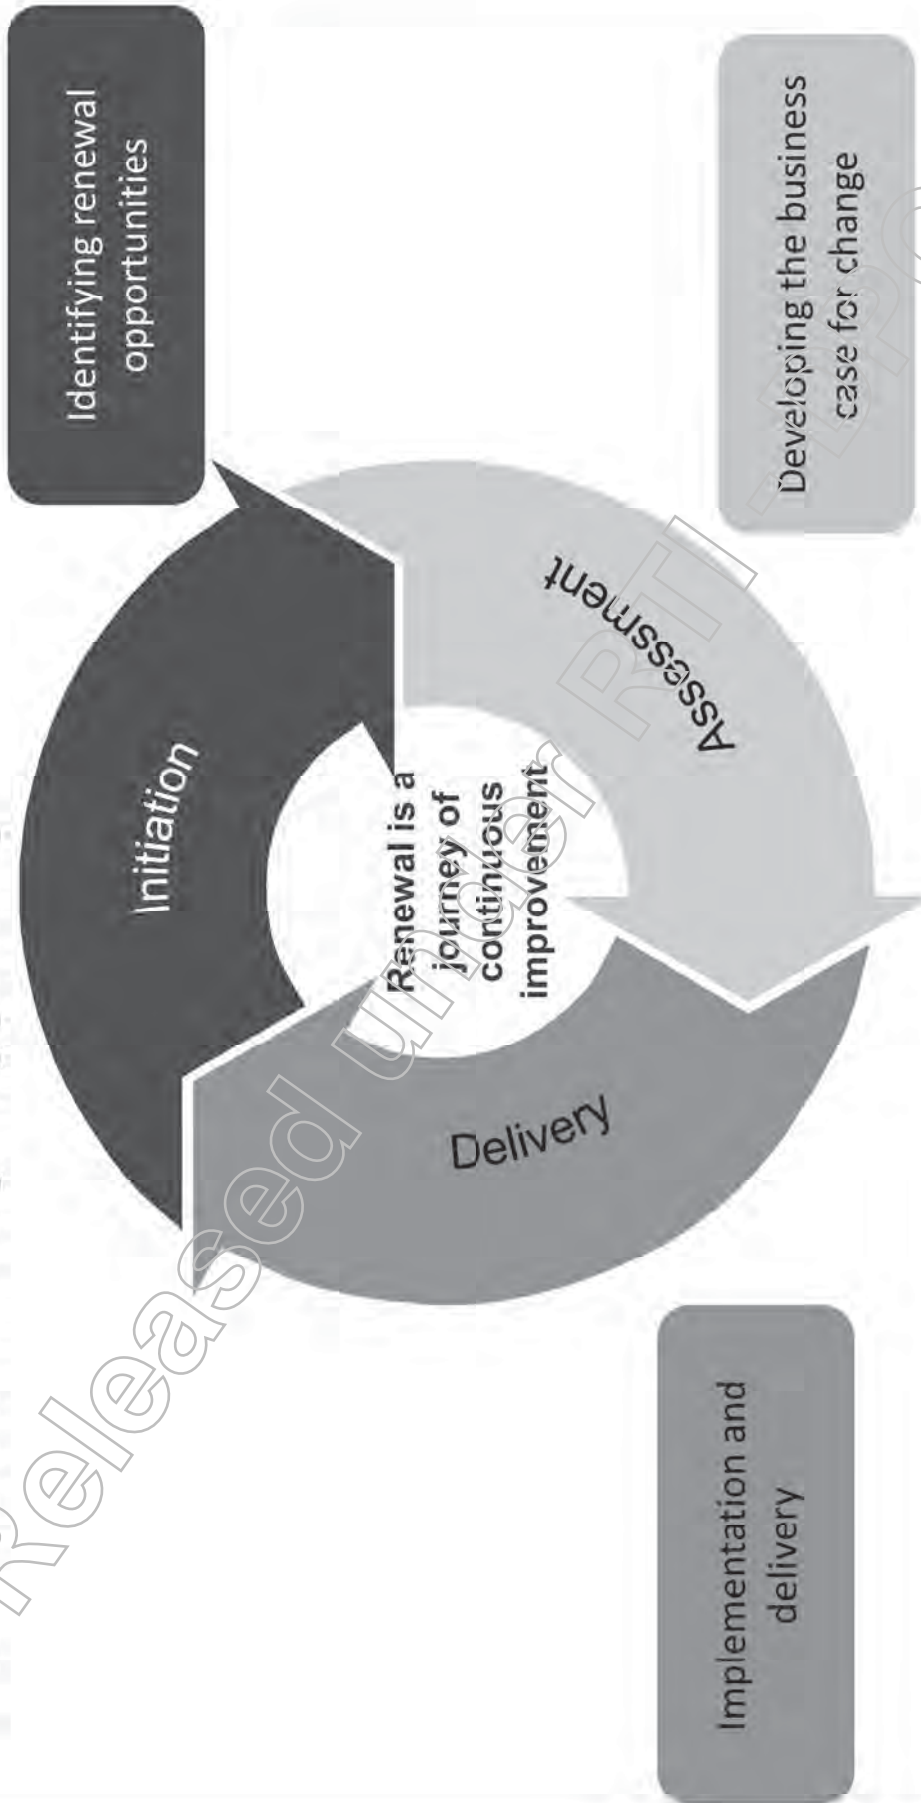 Identifying renewal
opportunities
Initiation
Renewal is a
journey of
continuous
improvement
Assessment
Developing the business
case for change
Delivery
Implementation and
delivery
Released under RTI - DPC